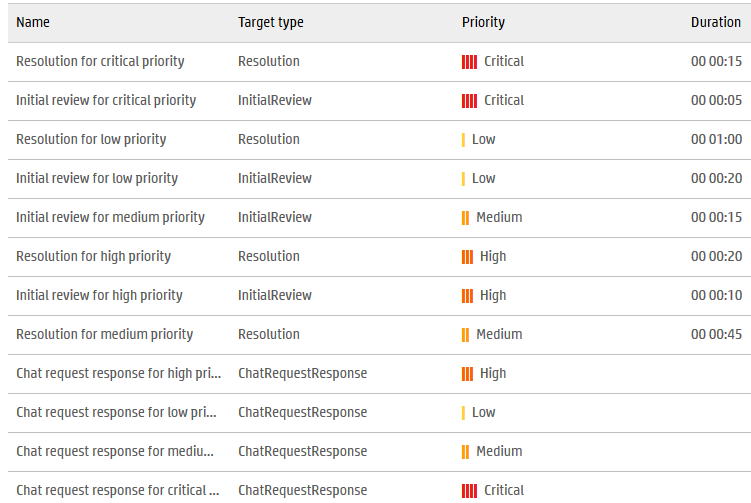 Name Target type Priority Duration
Resolution for critical priority Resolution Critical 00 00:15
Initial review for critical priority InitialReview Critical 00 00:05
Resolution for low priority Resolution Low 00 01:00
Initial review for low priority InitialReview Low 00 00:20
Initial review for medium priority InitialReview Medium 00 00:15
Resolution for high priority Resolution High 00 00:20
Initial review for high priority InitialReview High 00 00:10
Resolution for medium priority Resolution Medium 00 00:45
Chat request response for high pri... ChatRequestResponse High
Chat request response for low pri... ChatRequestResponse Low
Chat request response for mediu... ChatRequestResponse Medium
Chat request response for critical ... ChatRequestResponse Critical